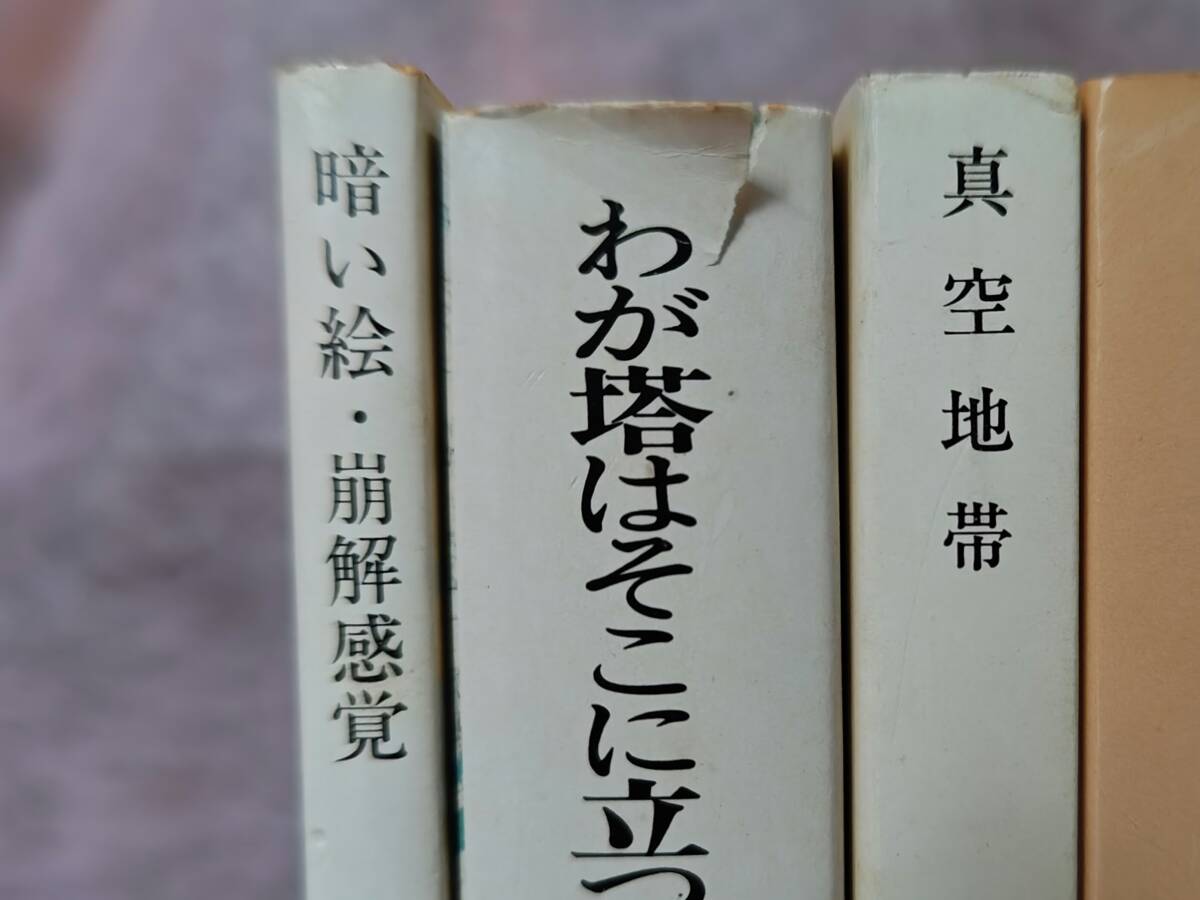 暗い絵・崩解感覚
わが塔はそこに立つ
真空地帯